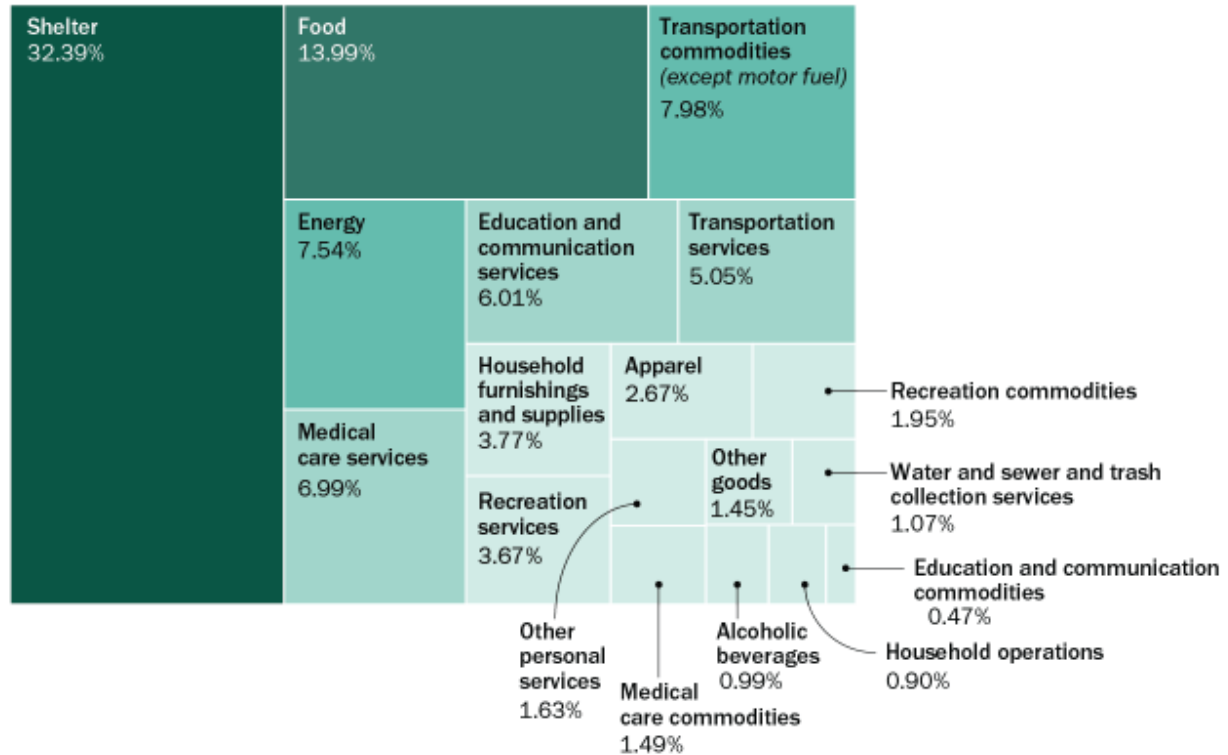 Shelter
32.39%
Food
13.99%
Transportation
commodities
(except motor fuel)
7.98%
Energy
7.54%
Education and
communication
services
6.01%
Transportation
services
5.05%
Medical
care services
6.99%
Household
furnishings
and supplies
3.77%
Apparel
2.67%
Recreation commodities
1.95%
Recreation
services
3.67%
Other
goods
1.45%
Water and sewer and trash
collection services
1.07%
Education and communication
commodities
0.47%
Other
personal
services
1.63%
Medical
care commodities
1.49%
Alcoholic
beverages
0.99%
Household operations
0.90%